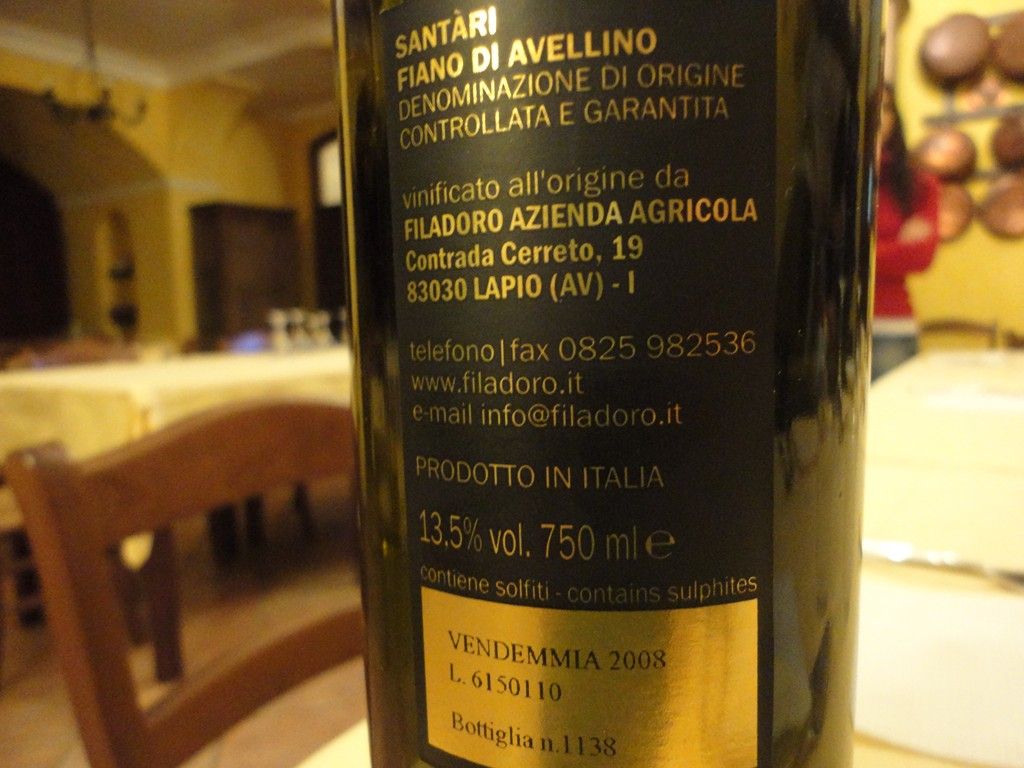 SANTÀRI
FIANO DI AVELLINO
DENOMINAZIONE DI ORIGINE
CONTROLLATA E GARANTITA
vinificato all'origine da
FILADORO AZIENDA AGRICOLA
Contrada Cerreto, 19
83030 LAPIO (AV) - I
telefono|fax 0825 982536
www.filadoro.it
e-mail info@filadoro.it
PRODOTTO IN ITALIA
13,5% vol. 750 ml e
contiene solfiti - contains sulphites
VENDEMMIA 2008
L. 6150110
Bottiglia n.1138